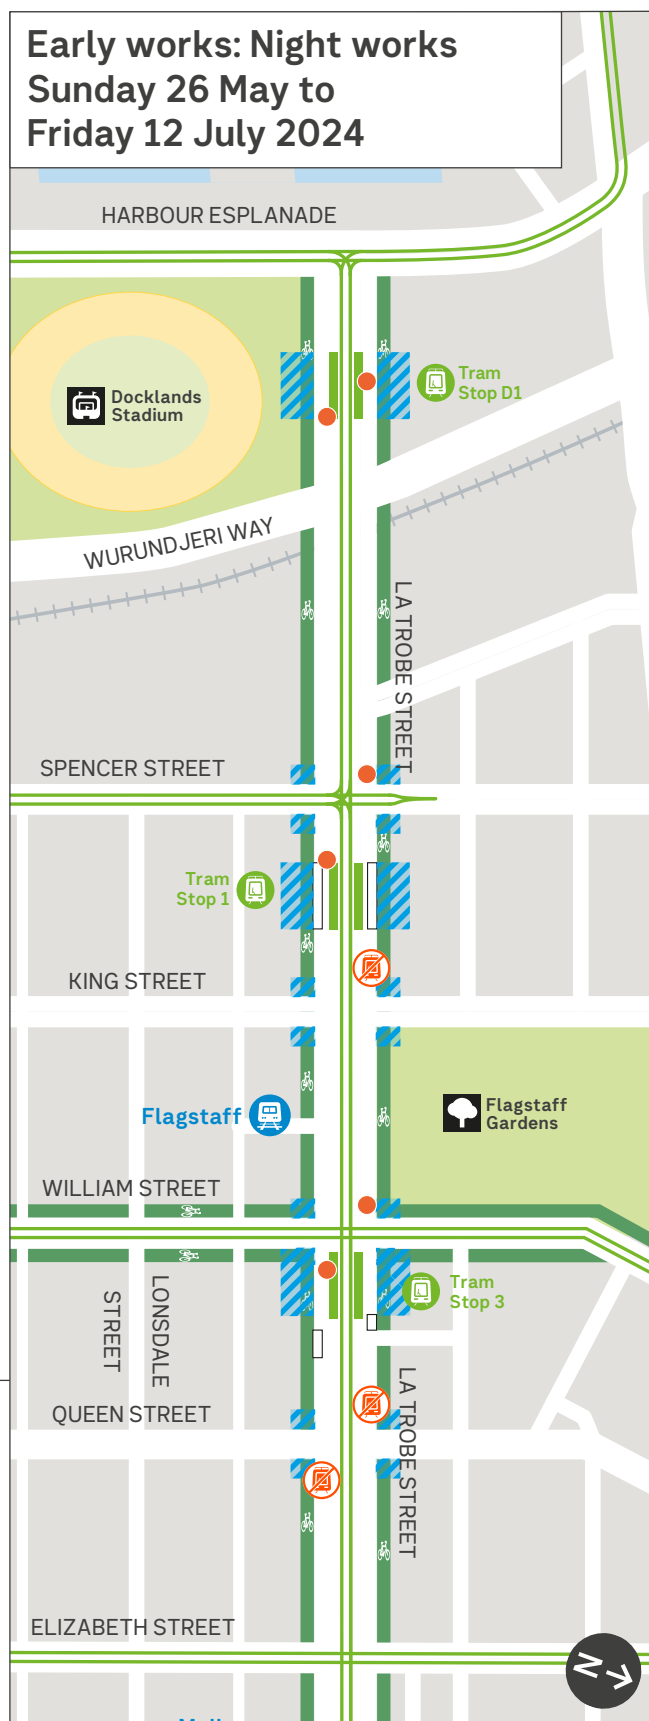 Early works: Night works
Sunday 26 May to
Friday 12 July 2024
HARBOUR ESPLANADE
Docklands
Stadium
Tram
Stop D1
WURUNDJERI WAY
LA TROBE STREET
SPENCER STREET
Tram
Stop 1
KING STREET
Flagstaff
Flagstaff
Gardens
WILLIAM STREET
Tram
Stop 3
LONSDALE
STREET
LA TROBE STREET
QUEEN STREET
ELIZABETH STREET
N